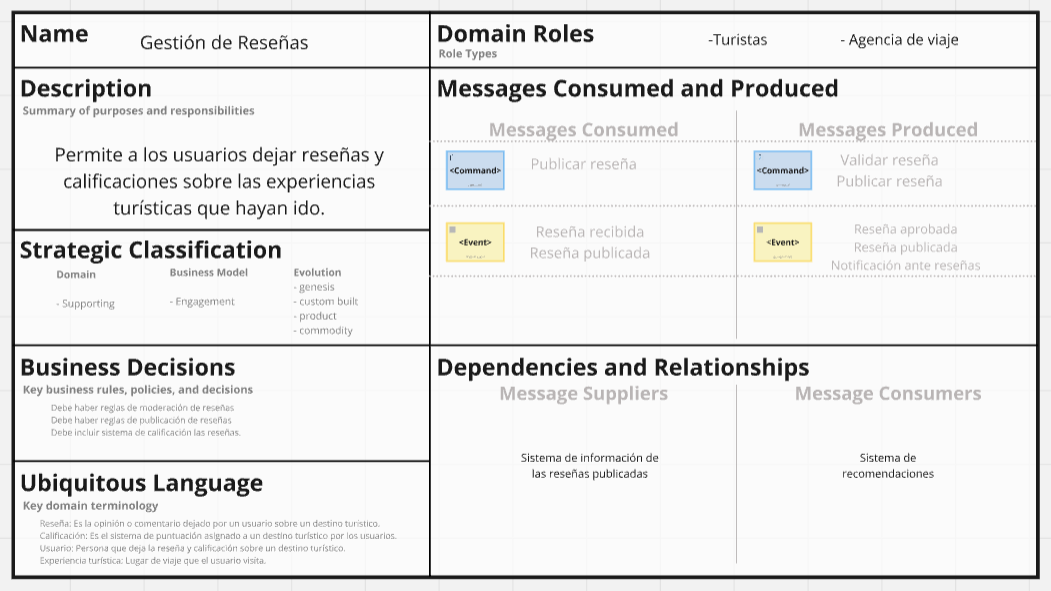 Name
Gestión de Reseñas
Domain Roles
Role Types
-Turistas
- Agencia de viaje
Description
Summary of purposes and responsibilities
Permite a los usuarios dejar reseñas y
calificaciones sobre las experiencias
turísticas que hayan ido.
Strategic Classification
Domain
- Supporting
Business Model
- Engagement
Evolution
- genesis
- custom built
- product
- commodity
Business Decisions
Key business rules, policies, and decisions
Debe haber reglas de moderación de reseñas
Debe haber reglas de publicación de reseñas
Debe incluir sistema de calificación las reseñas.
Ubiquitous Language
Key domain terminology
Reseña: Es la opinión o comentario dejado por un usuario sobre un destino turístico.
Calificación: Es el sistema de puntuación asignado a un destino turístico por los usuarios.
Usuario: Persona que deja la reseña y calificación sobre un destino turístico.
Experiencia turística: Lugar de viaje que el usuario visita.
Messages Consumed and Produced
Messages Consumed
<Command>
Publicar reseña
<Event>
Reseña recibida
Reseña publicada
Messages Produced
<Command>
Validar reseña
Publicar reseña
<Event>
Reseña aprobada
Reseña publicada
Notificación ante reseñas
Dependencies and Relationships
Message Suppliers
Sistema de información de
las reseñas publicadas
Message Consumers
Sistema de
recomendaciones